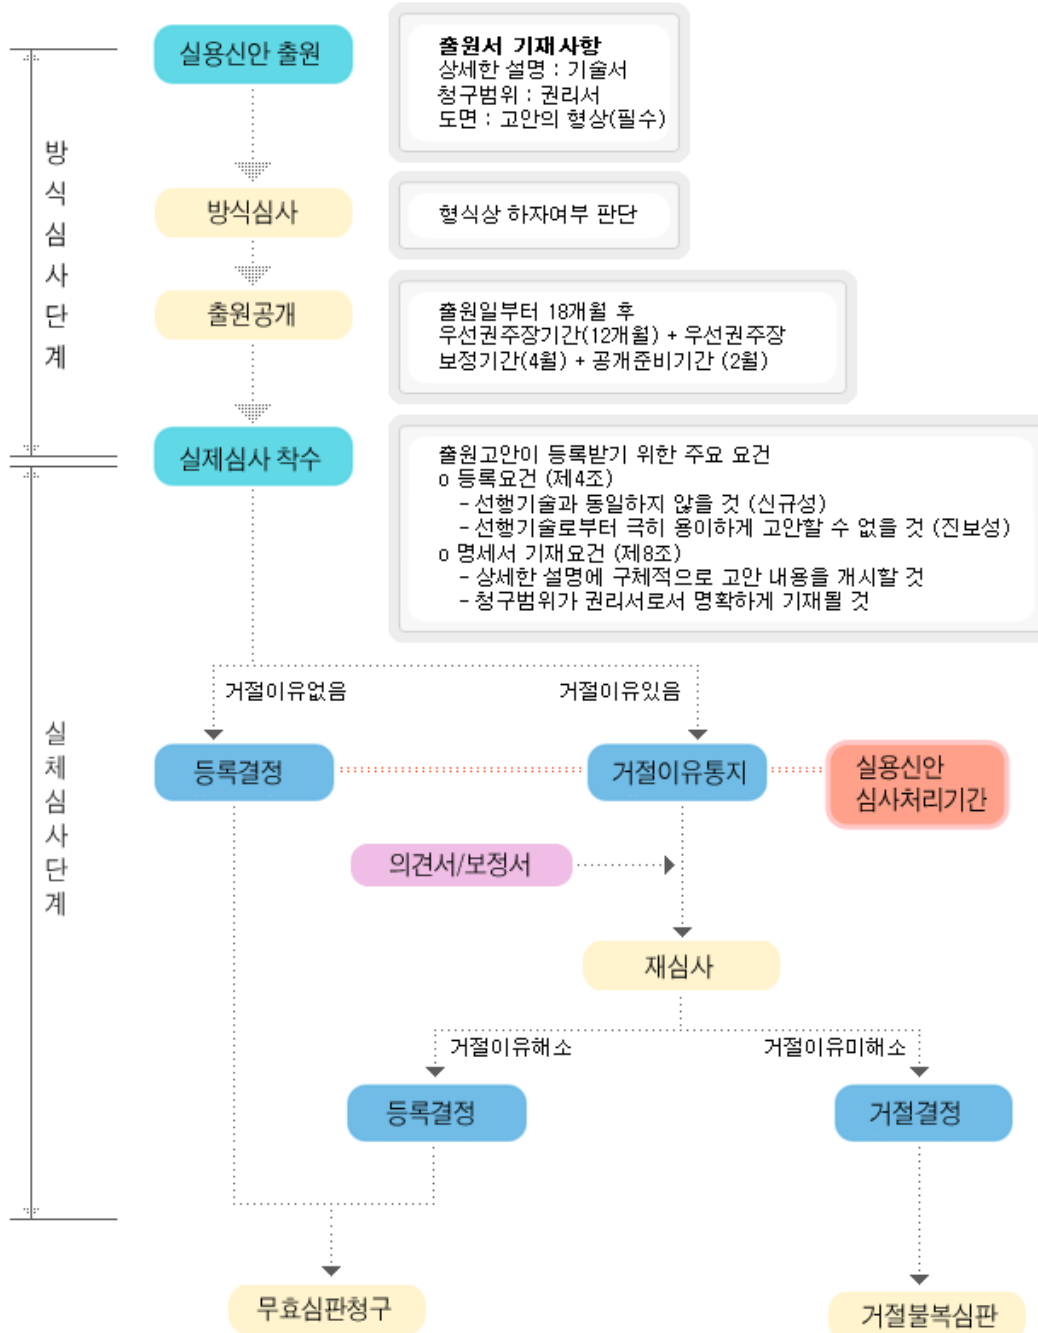 실용신안 출원
출원서 기재사항
상세한 설명 : 기술서
청구범위 : 권리서
도면 : 고안의 형상(필수)
방식심사단계
방식심사
형식상 하자여부 판단
출원공개
출원일부터 18개월 후
우선권주장기간(12개월) + 우선권주장
보정기간(4월) + 공개준비기간 (2월)
실제심사 착수
출원고안이 등록받기 위한 주요 요건
o 등록요건 (제4조)
- 선행기술과 동일하지 않을 것 (신규성)
- 선행기술로부터 극히 용이하게 고안할 수 없을 것 (진보성)
o 명세서 기재요건 (제8조)
- 상세한 설명에 구체적으로 고안 내용을 개시할 것
- 청구범위가 권리서로서 명확하게 기재될 것
실체심사단계
거절이유없음
거절이유있음
등록결정
거절이유통지
실용신안
심사처리기간
의견서/보정서
재심사
거절이유해소
거절이유미해소
등록결정
거절결정
무효심판청구
거절불복심판